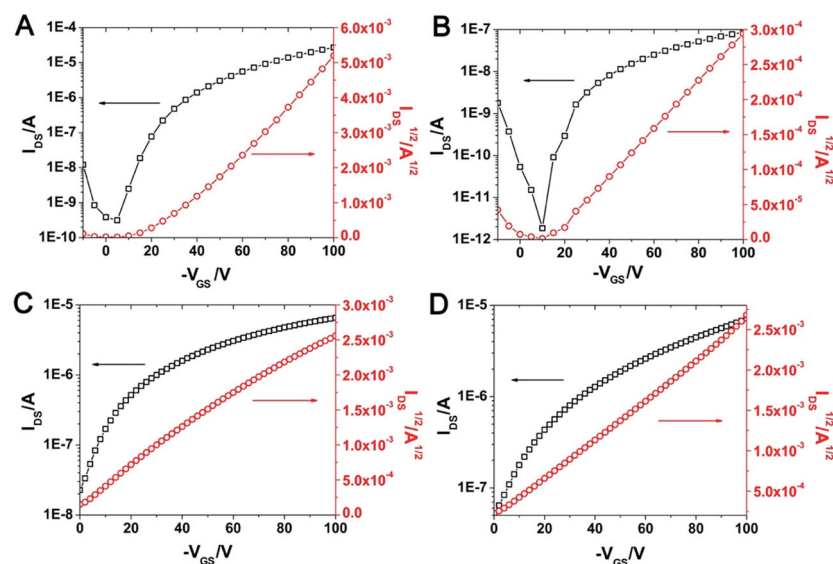 A
1E-4
1E-5
1E-6
1E-7
1E-8
1E-9
1E-10
I_DS/A
0
20
40
60
80
100
-V_GS/V
6.0x10^-3
5.0x10^-3
4.0x10^-3
3.0x10^-3
2.0x10^-3
1.0x10^-3
0.0
I_DS^1/2/A^1/2
B
1E-7
1E-8
1E-9
1E-10
1E-11
1E-12
I_DS/A
0
20
40
60
80
100
-V_GS/V
3.0x10^-4
2.5x10^-4
2.0x10^-4
1.5x10^-4
1.0x10^-4
5.0x10^-5
0.0
I_DS^1/2/A^1/2
C
1E-5
1E-6
1E-7
1E-8
I_DS/A
0
20
40
60
80
100
-V_GS/V
3.0x10^-3
2.5x10^-3
2.0x10^-3
1.5x10^-3
1.0x10^-3
5.0x10^-4
0.0
I_DS^1/2/A^1/2
D
1E-5
1E-6
1E-7
I_DS/A
0
20
40
60
80
100
-V_GS/V
2.5x10^-3
2.0x10^-3
1.5x10^-3
1.0x10^-3
5.0x10^-4
I_DS^1/2/A^1/2